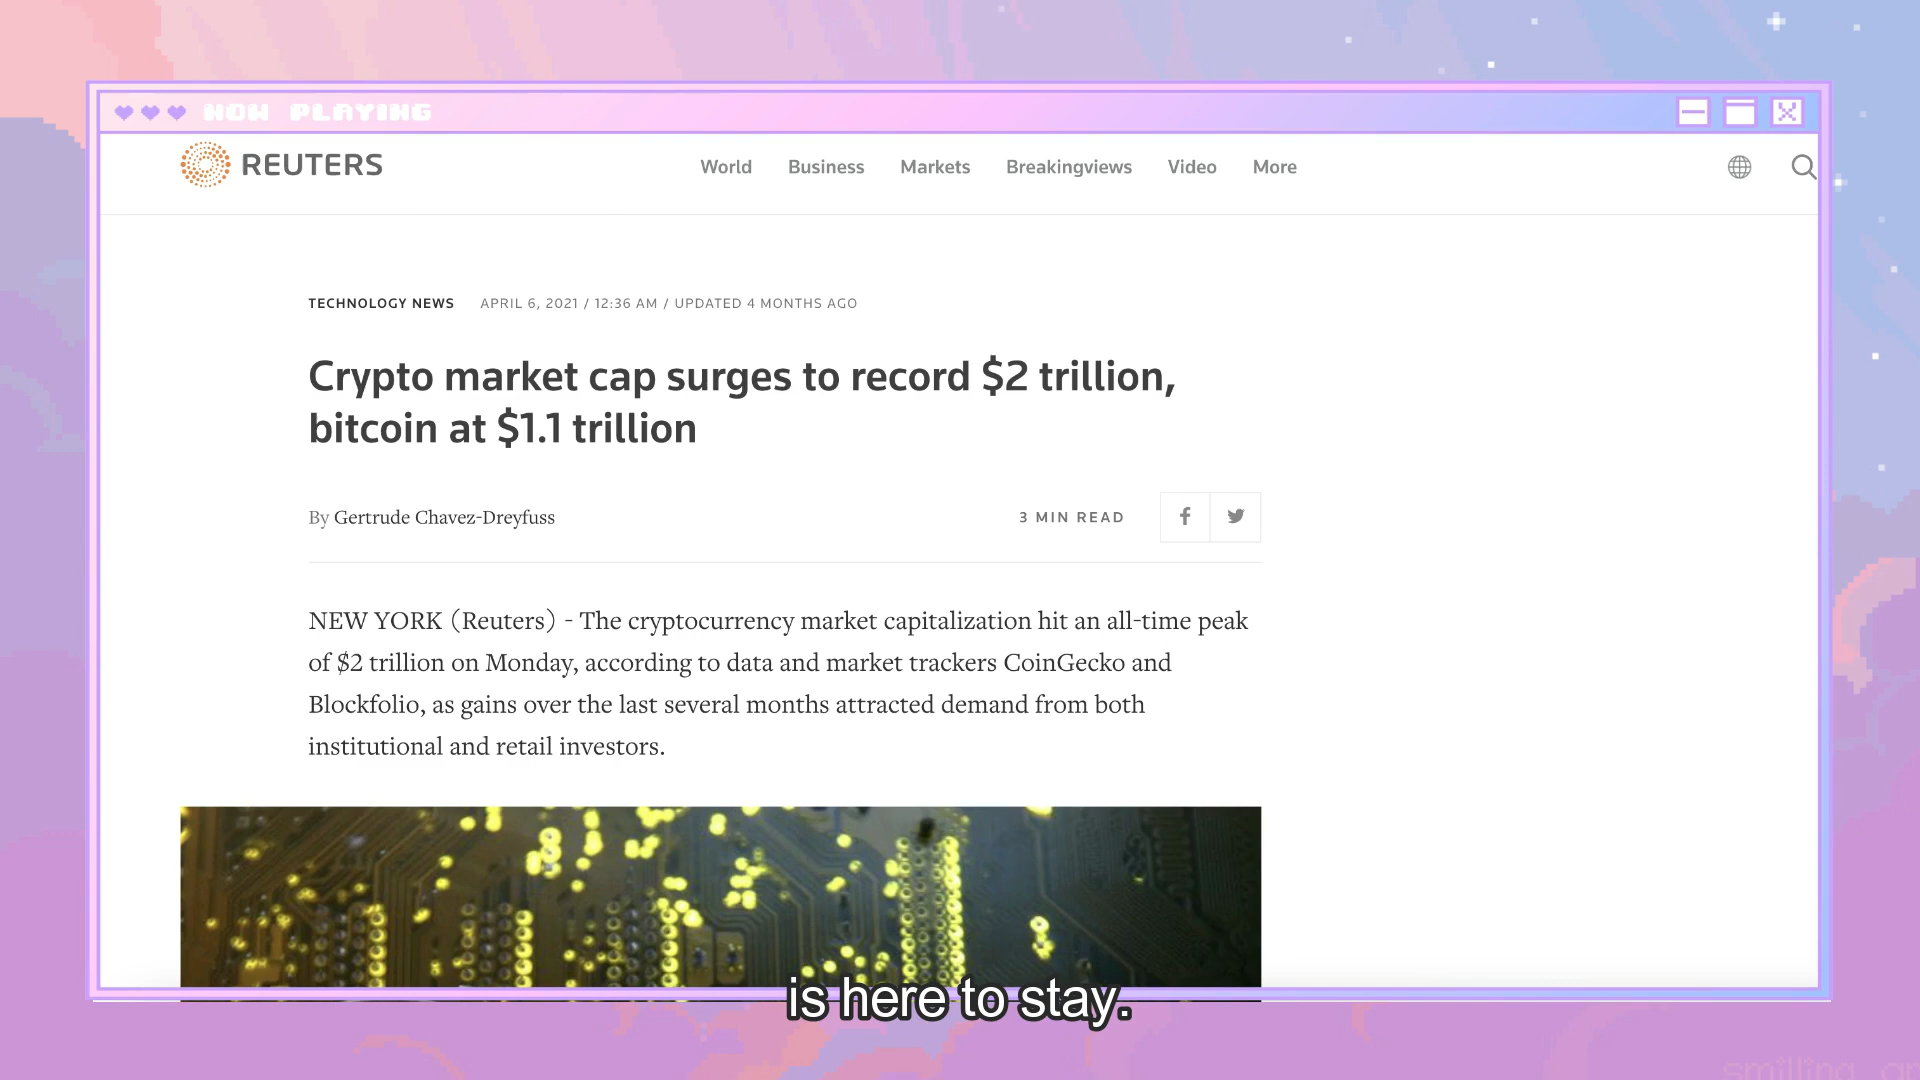 NOW PLAYING
REUTERS
World Business Markets Breakingviews Video More
TECHNOLOGY NEWS APRIL 6, 2021 / 12:36 AM / UPDATED 4 MONTHS AGO
Crypto market cap surges to record $2 trillion,
bitcoin at $1.1 trillion
By Gertrude Chavez-Dreyfuss
3 MIN READ
NEW YORK (Reuters) - The cryptocurrency market capitalization hit an all-time peak
of $2 trillion on Monday, according to data and market trackers CoinGecko and
Blockfolio, as gains over the last several months attracted demand from both
institutional and retail investors.
is here to stay.